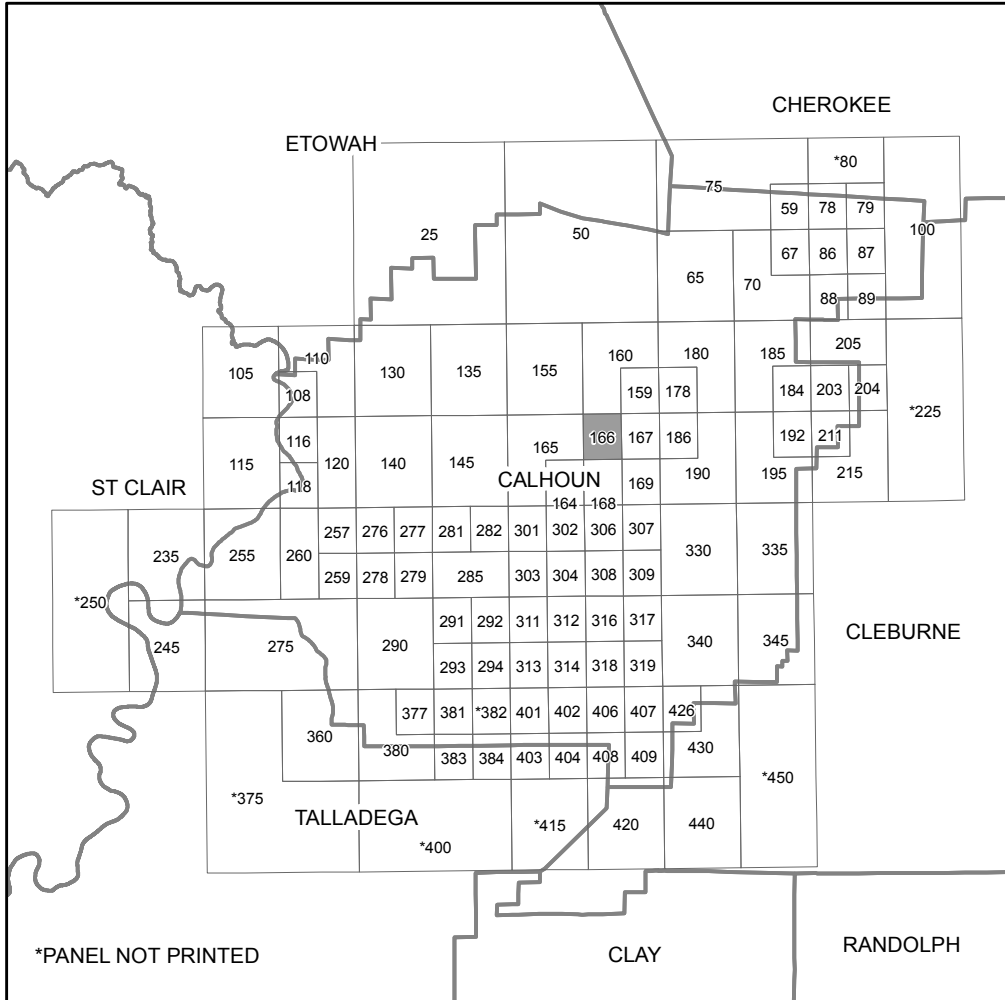 CHEROKEE
ETOWAH
*80
75
59 78 79
25 50 100
67 86 87
65 70
88 89
110 160 180 185 205
105 130 135 155
108 159 178 184 203 204
*225
116 165 166 167 186 192 211
115 120 140 145
CALHOUN 169 190 195 215
ST CLAIR 118
164 168
257 276 277 281 282 301 302 306 307
235 255 260 330 335
259 278 279 285 303 304 308 309
*250
291 292 311 312 316 317
245 275 290 340 345 CLEBURNE
293 294 313 314 318 319
377 381 *382 401 402 406 407 426
360 380 430
383 384 403 404 408 409
*450
*375
TALLADEGA *415 420 440
*400
*PANEL NOT PRINTED CLAY RANDOLPH